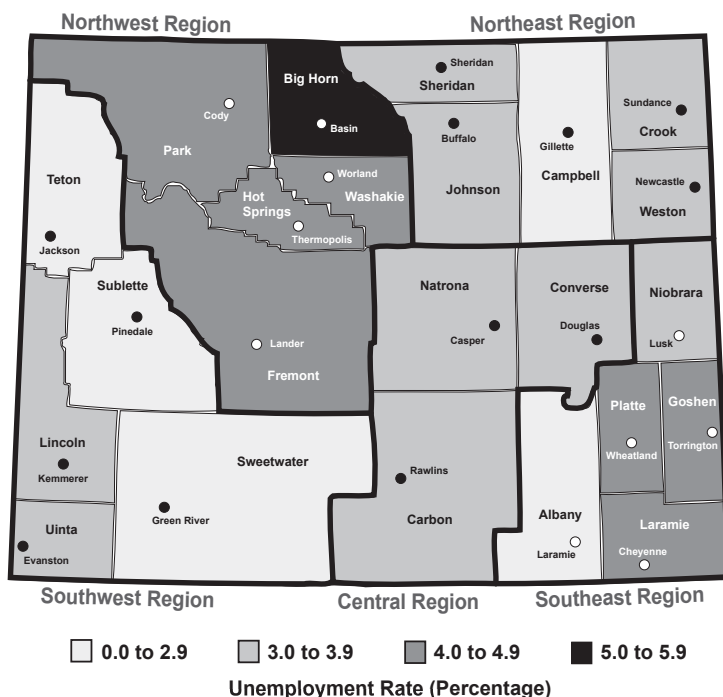 Northwest Region
Northeast Region
Big Horn
Sheridan
Sheridan
Cody
Basin
Buffalo
Gillette
Sundance
Crook
Park
Worland
Washakie
Johnson
Campbell
Newcastle
Weston
Teton
Hot
Springs
Thermopolis
Jackson
Sublette
Pinedale
Natrona
Converse
Niobrara
Casper
Douglas
Lusk
Lander
Fremont
Platte
Goshen
Wheatland
Torrington
Lincoln
Kemmerer
Sweetwater
Rawlins
Green River
Carbon
Albany
Laramie
Laramie
Cheyenne
Uinta
Evanston
Southwest Region
Central Region
Southeast Region
0.0 to 2.9
3.0 to 3.9
4.0 to 4.9
5.0 to 5.9
Unemployment Rate (Percentage)